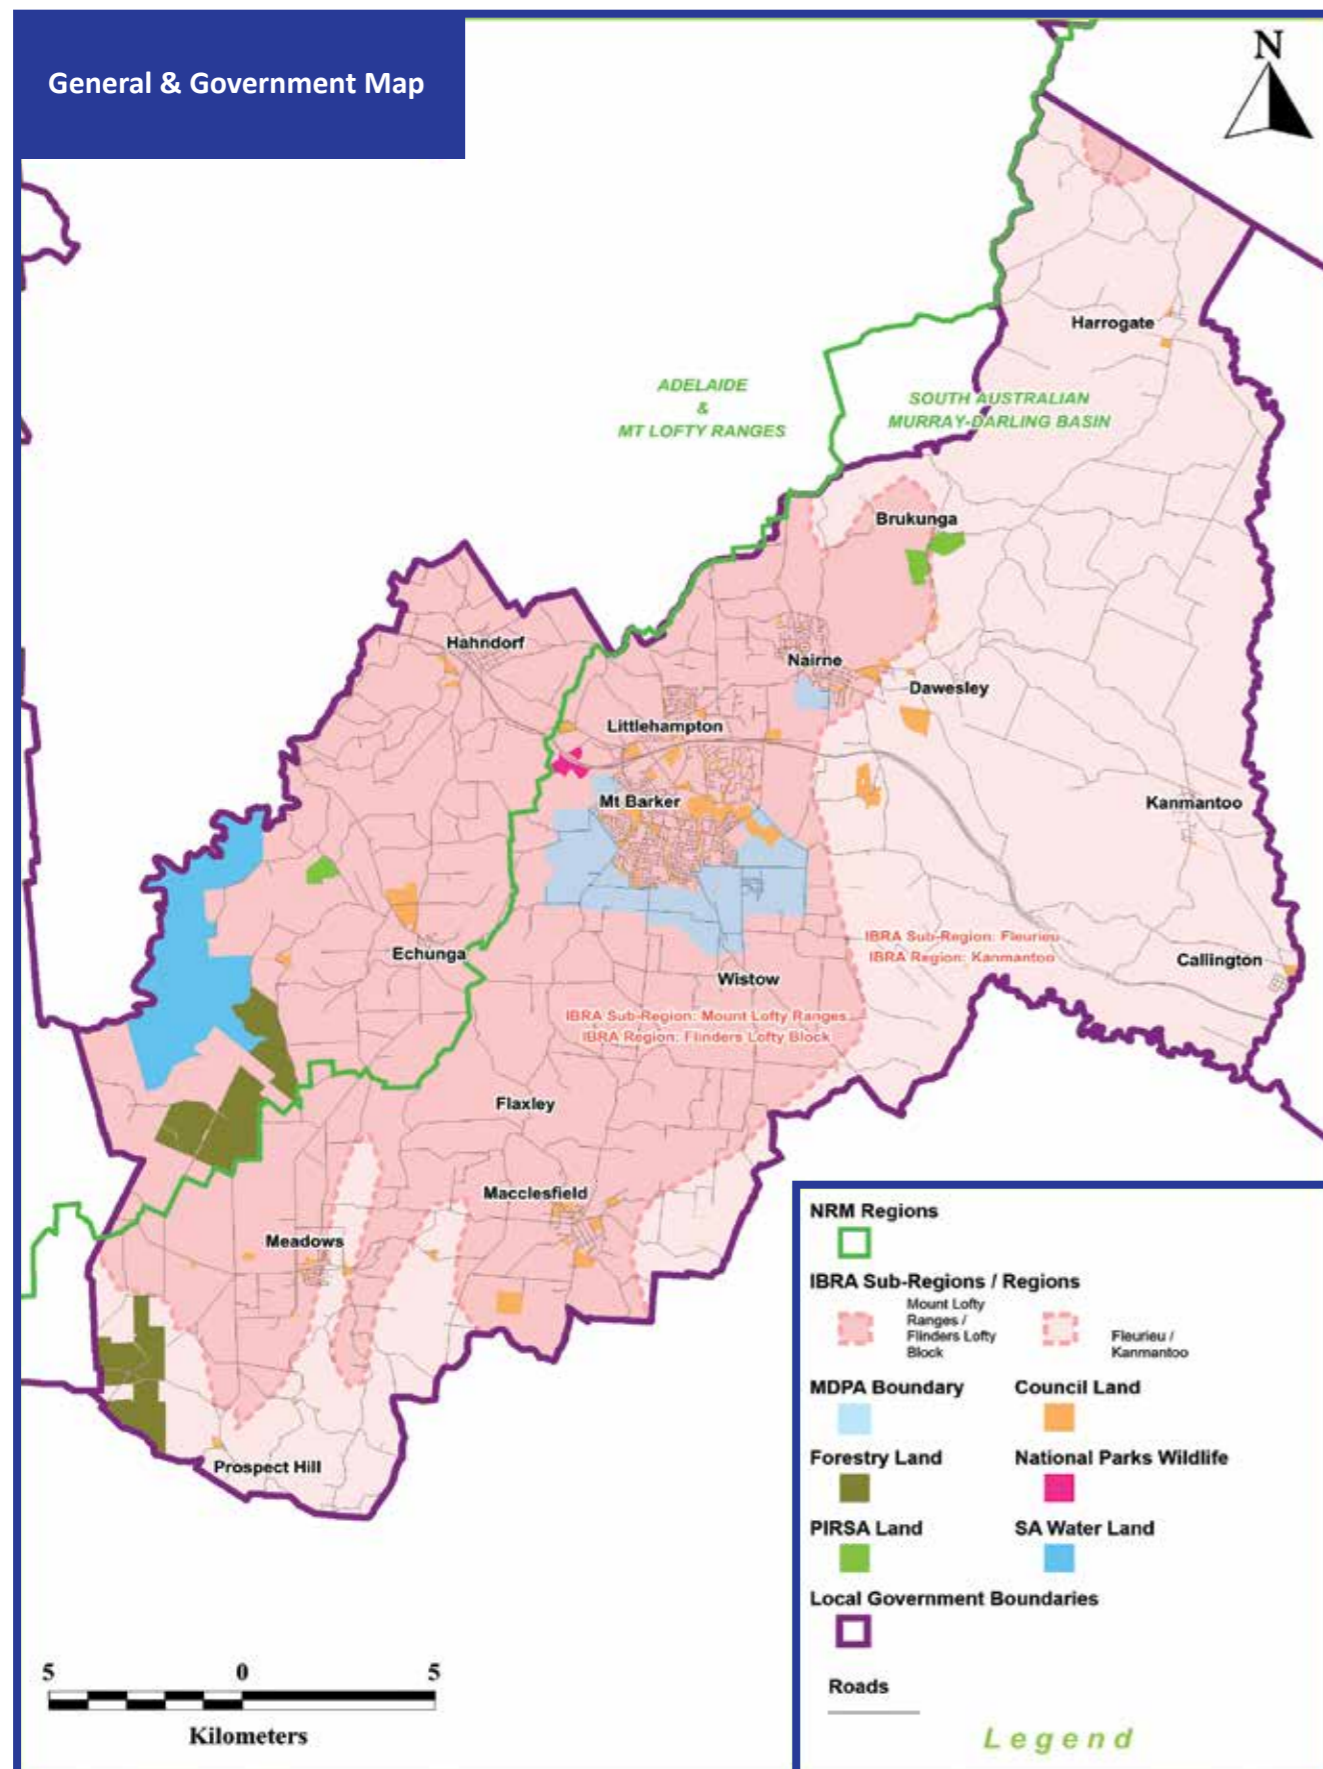 General & Government Map
N
Harrogate
ADELAIDE
&
MT LOFTY RANGES
SOUTH AUSTRALIAN
MURRAY-DARLING BASIN
Brukunga
Hahndorf
Nairne
Dawesley
Littlehampton
Mt Barker
Kanmantoo
Echunga
IBRA Sub-Region: Fleurieu
IBRA Region: Kanmantoo
Callington
Wistow
IBRA Sub-Region: Mount Lofty Ranges
IBRA Region: Flinders Lofty Block
Flaxley
Macclesfield
Meadows
Prospect Hill
5 0 5
Kilometers
NRM Regions
IBRA Sub-Regions / Regions
Mount Lofty
Ranges /
Flinders Lofty
Block
Fleurieu /
Kanmantoo
MDPA Boundary
Council Land
Forestry Land
National Parks Wildlife
PIRSA Land
SA Water Land
Local Government Boundaries
Roads
Legend